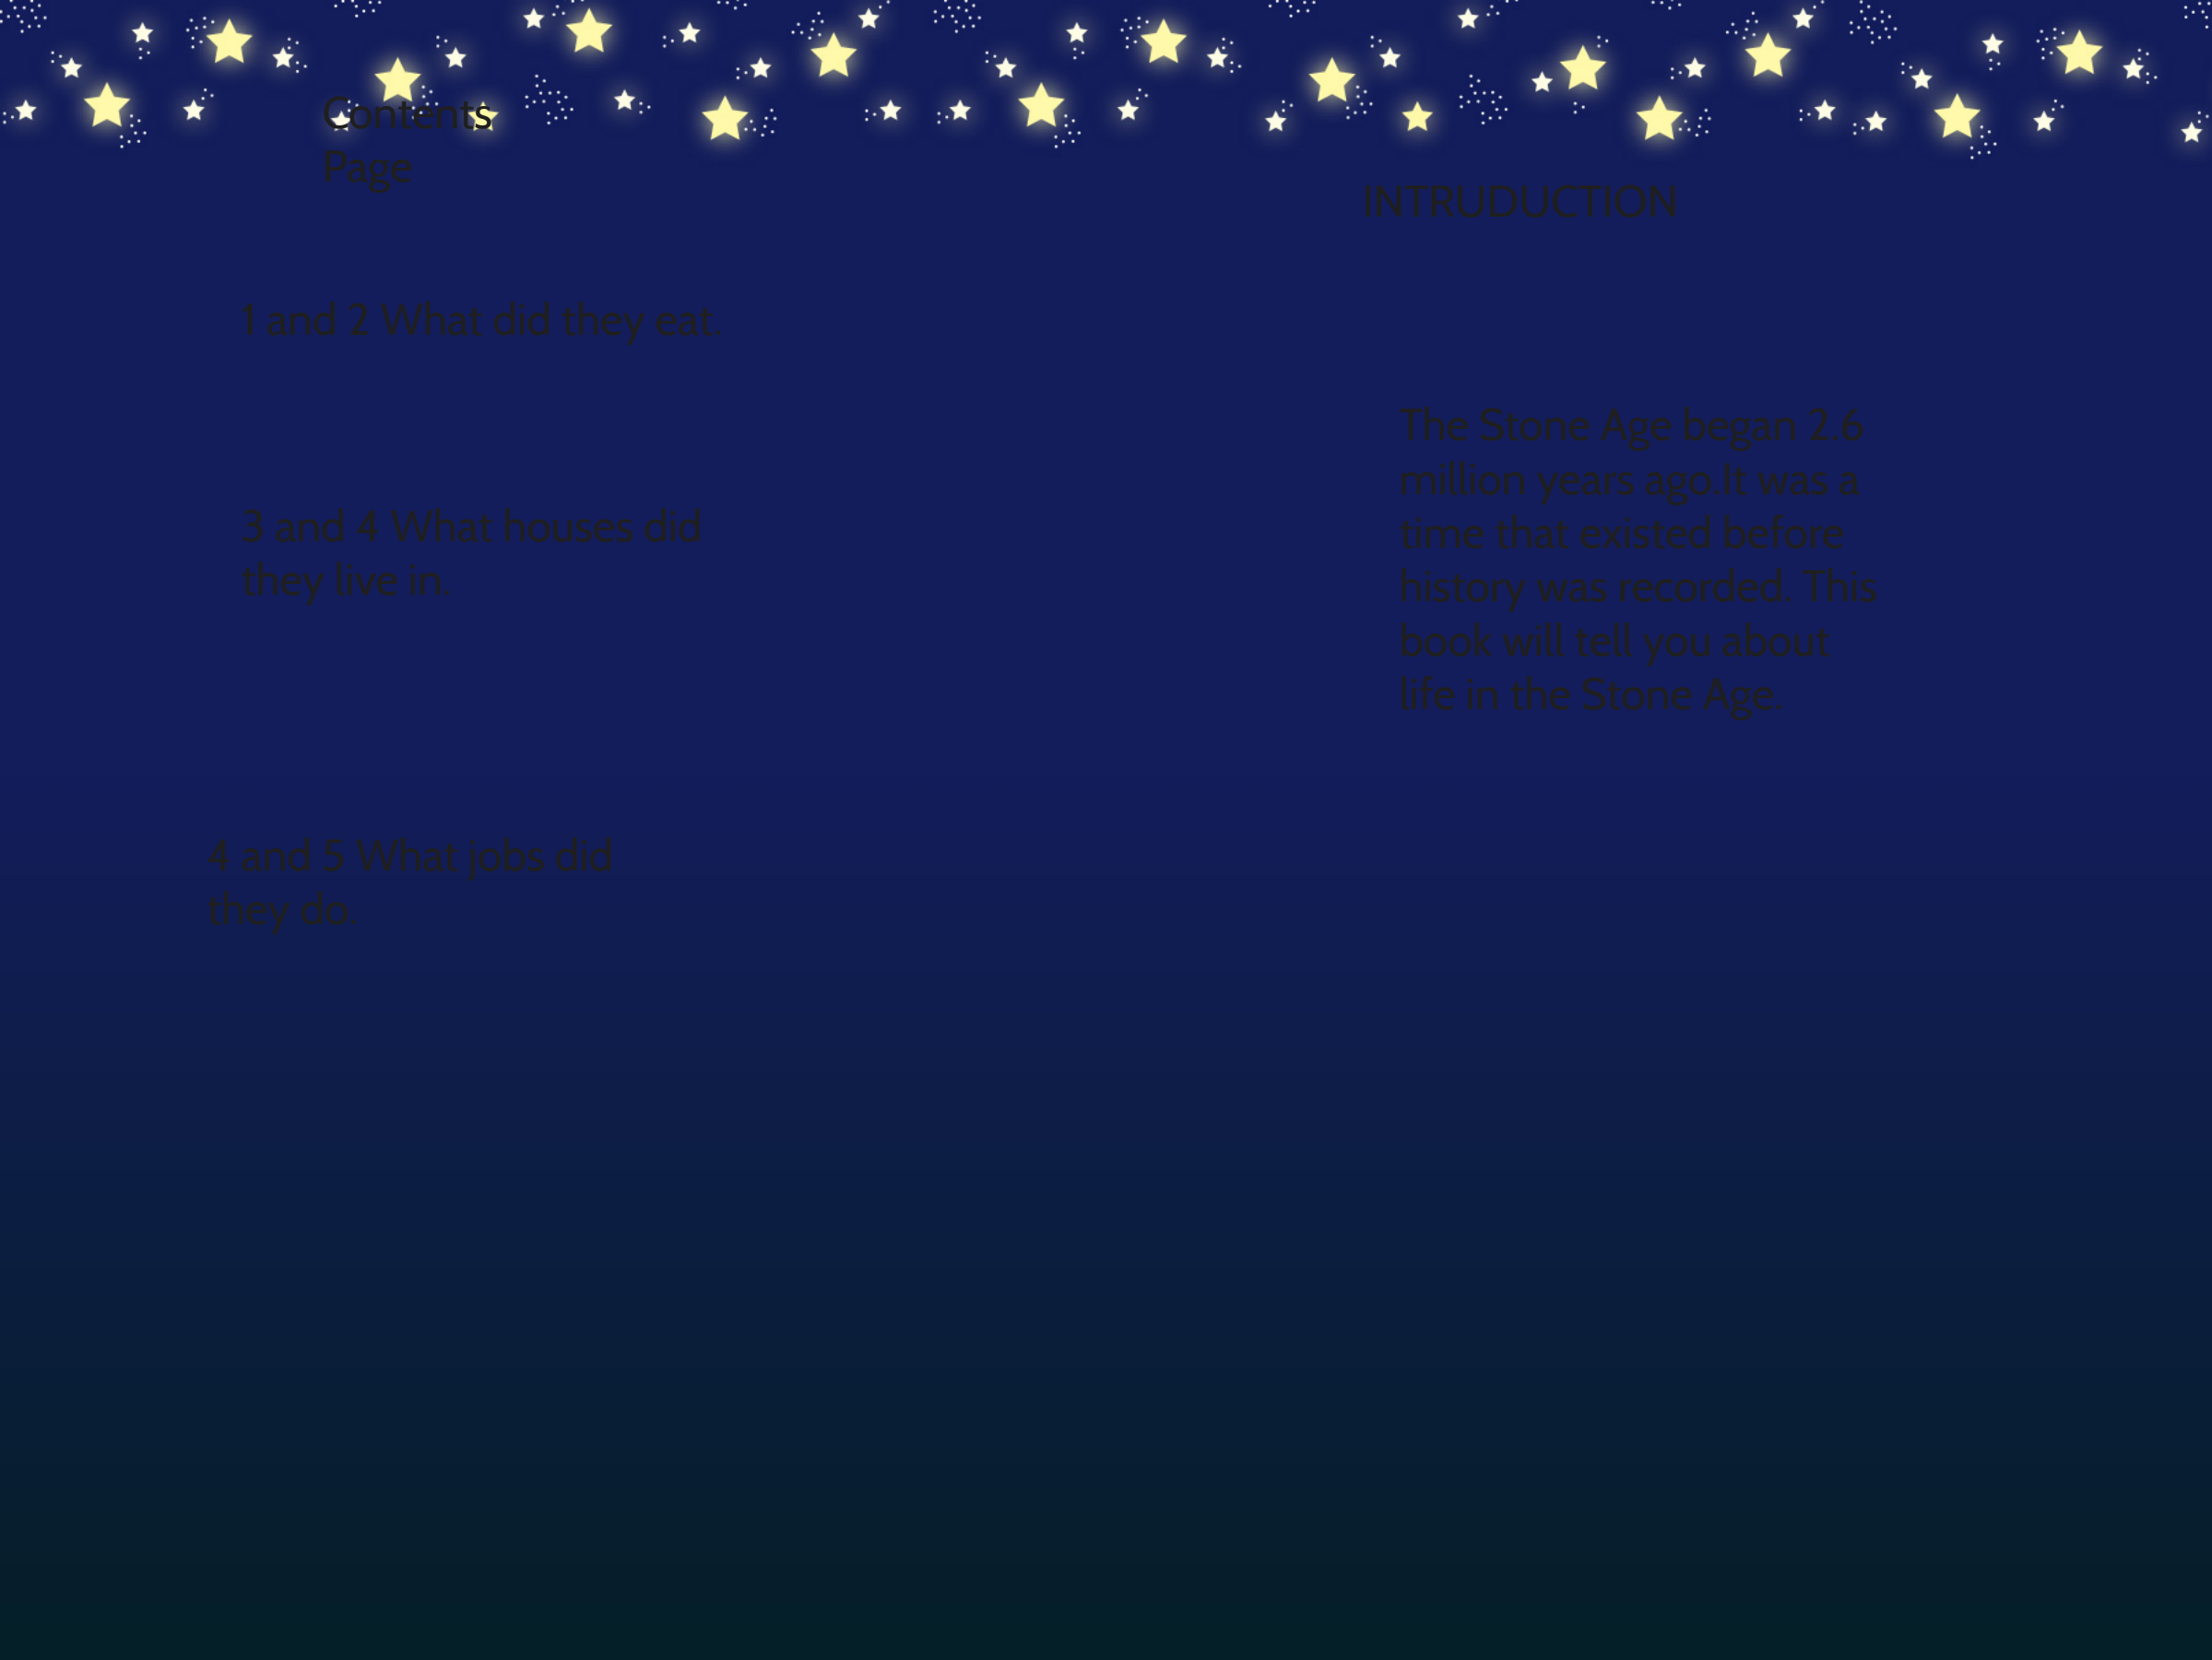 Contents
Page
1 and 2 What did they eat.
3 and 4 What houses did
they live in.
4 and 5 What jobs did
they do.
INTRUDUCTION
The Stone Age began 2.6
million years ago.It was a
time that existed before
history was recorded. This
book will tell you about
life in the Stone Age.